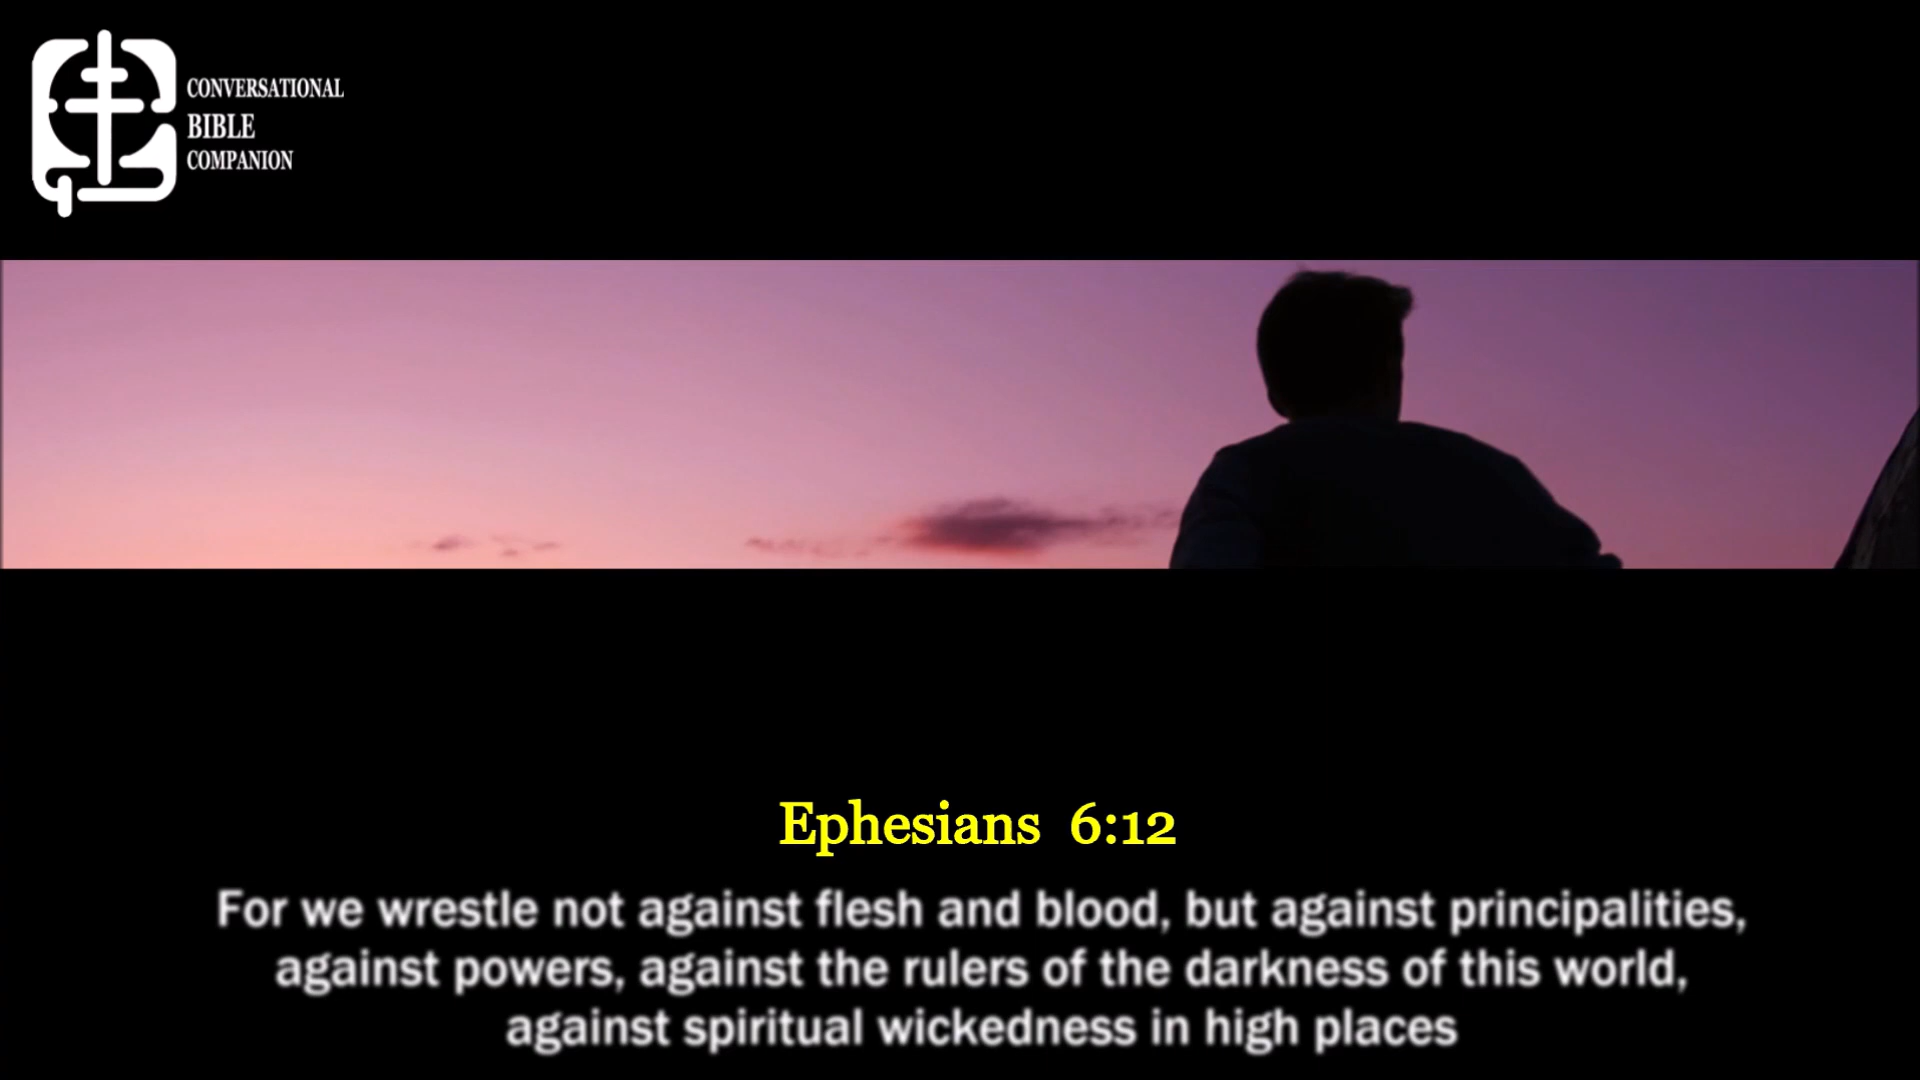 CONVERSATIONAL
BIBLE
COMPANION
Ephesians 6:12
For we wrestle not against flesh and blood, but against principalities,
against powers, against the rulers of the darkness of this world,
against spiritual wickedness in high places